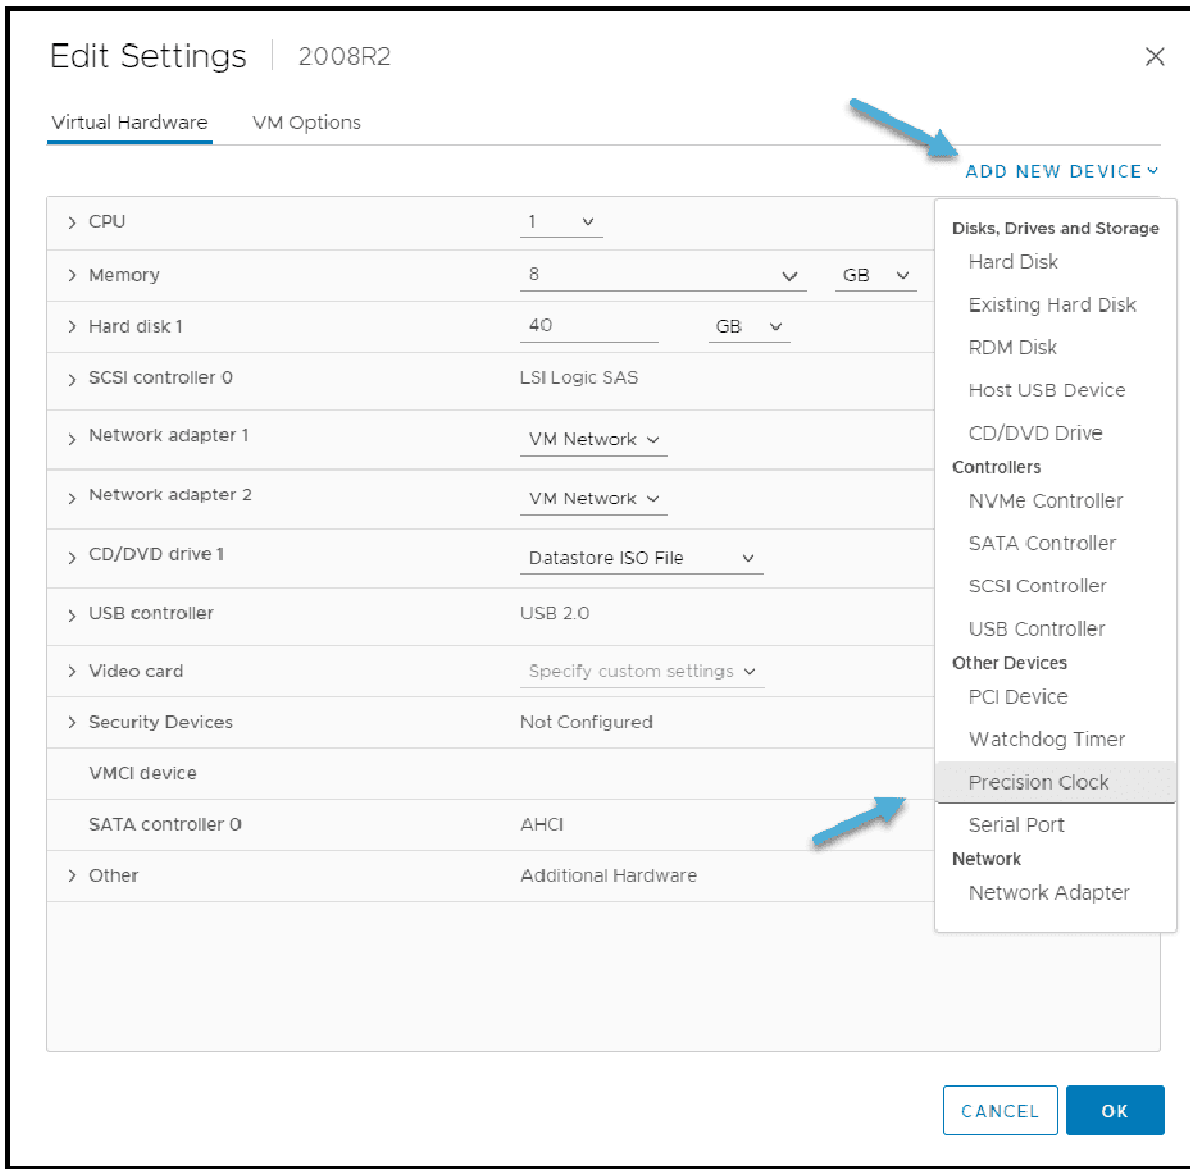 Edit Settings 2008R2
Virtual Hardware VM Options
ADD NEW DEVICE
CPU 1
Memory 8 GB
Hard disk 1 40 GB
SCSI controller 0 LSI Logic SAS
Network adapter 1 VM Network
Network adapter 2 VM Network
CD/DVD drive 1 Datastore ISO File
USB controller USB 2.0
Video card Specify custom settings
Security Devices Not Configured
VMCI device
SATA controller 0 AHCI
Other Additional Hardware
Disks, Drives and Storage
Hard Disk
Existing Hard Disk
RDM Disk
Host USB Device
CD/DVD Drive
Controllers
NVMe Controller
SATA Controller
SCSI Controller
USB Controller
Other Devices
PCI Device
Watchdog Timer
Precision Clock
Serial Port
Network
Network Adapter
CANCEL OK